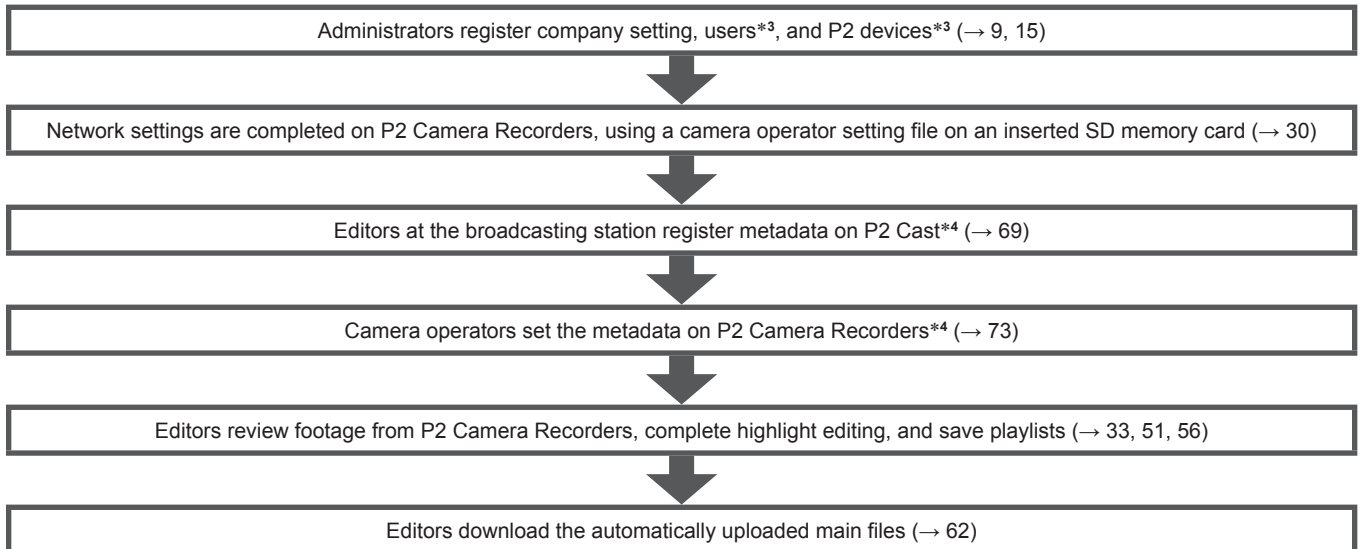 Administrators register company setting, users*3, and P2 devices*3 (→ 9, 15)
Network settings are completed on P2 Camera Recorders, using a camera operator setting file on an inserted SD memory card (→ 30)
Editors at the broadcasting station register metadata on P2 Cast*4 (→ 69)
Camera operators set the metadata on P2 Camera Recorders*4 (→ 73)
Editors review footage from P2 Camera Recorders, complete highlight editing, and save playlists (→ 33, 51, 56)
Editors download the automatically uploaded main files (→ 62)